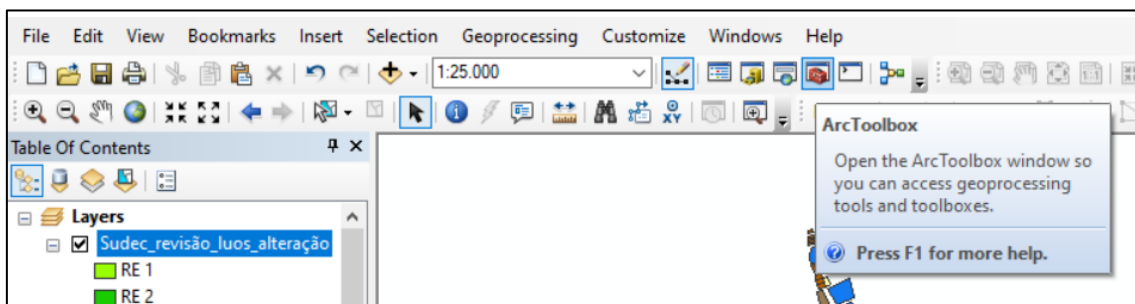 File Edit View Bookmarks Insert Selection Geoprocessing Customize Windows Help
1:25.000
Table Of Contents
Layers
Sudec_revisão_luos_alteração
RE 1
RE 2
ArcToolbox
Open the ArcToolbox window so
you can access geoprocessing
tools and toolboxes.
Press F1 for more help.